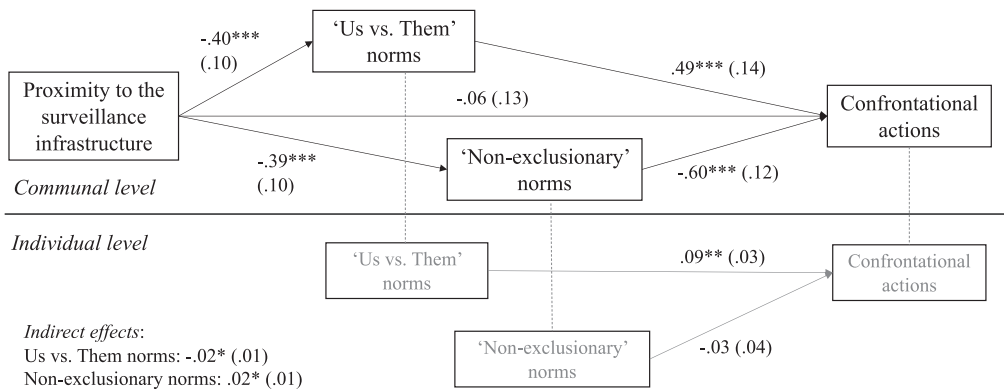 'Us vs. Them'
norms
-.40***
(.10)
.49*** (.14)
Proximity to the
surveillance
infrastructure
-.06 (.13)
Confrontational
actions
-.39***
(.10)
'Non-exclusionary'
norms
-.60*** (.12)
Communal level
Individual level
'Us vs. Them'
norms
.09** (.03)
Confrontational
actions
Indirect effects:
Us vs. Them norms: -.02* (.01)
Non-exclusionary norms: .02* (.01)
'Non-exclusionary'
norms
-.03 (.04)